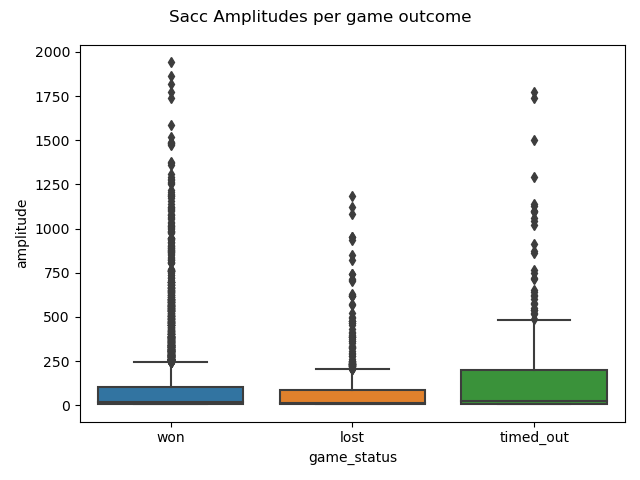 Sacc Amplitudes per game outcome
2000
1750
1500
1250
1000
750
500
250
0
amplitude
won lost timed_out
game_status